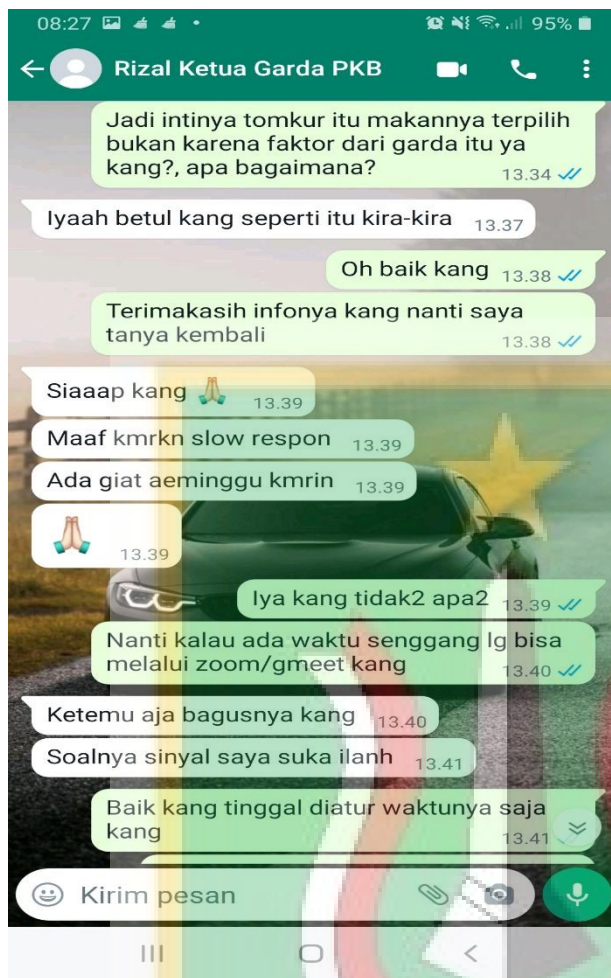 08:27
95%
Rizal Ketua Garda PKB
Jadi intinya tomkur itu makannya terpilih
bukan karena faktor dari garda itu ya
kang?, apa bagaimana?
13.34
Iyaah betul kang seperti itu kira-kira 13.37
Oh baik kang 13.38
Terimakasih infonya kang nanti saya
tanya kembali
13.38
Siaaap kang 🙏 13.39
Maaf kmrkn slow respon 13.39
Ada giat aeminggu kmrin 13.39
🙏 13.39
Iya kang tidak2 apa2 13.39
Nanti kalau ada waktu senggang lg bisa
melalui zoom/gmeet kang 13.40
Ketemu aja bagusnya kang 13.40
Soalnya sinyal saya suka ilanh 13.41
Baik kang tinggal diatur waktunya saja
kang 13.41
Kirim pesan